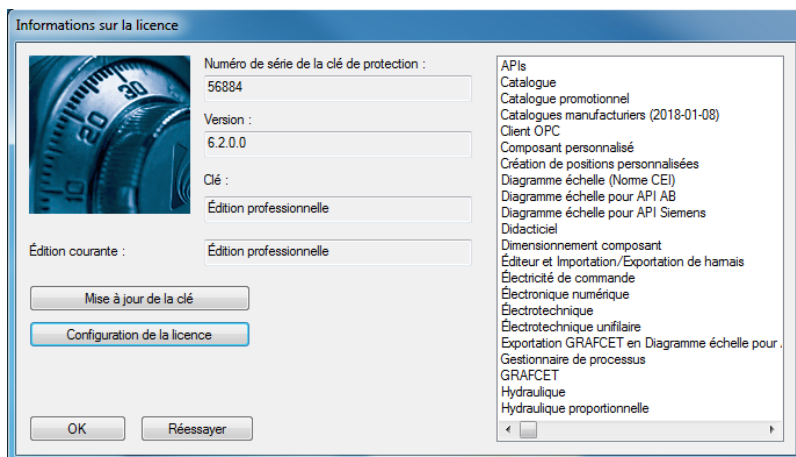 Informations sur la licence
Numéro de série de la clé de protection :
56884
Version :
6.2.0.0
Clé :
Édition professionnelle
Édition courante :
Édition professionnelle
Mise à jour de la clé
Configuration de la licence
OK
Réessayer
APIs
Catalogue
Catalogue promotionnel
Catalogues manufacturiers (2018-01-08)
Client OPC
Composant personnalisé
Création de positions personnalisées
Diagramme échelle (Norme CEI)
Diagramme échelle pour API AB
Diagramme échelle pour API Siemens
Didacticiel
Dimensionnement composant
Éditeur et Importation/Exportation de harnais
Électricité de commande
Électronique numérique
Électrotechnique
Électrotechnique unifilaire
Exportation GRAFCET en Diagramme échelle pour
Gestionnaire de processus
GRAFCET
Hydraulique
Hydraulique proportionnelle
30
20
10